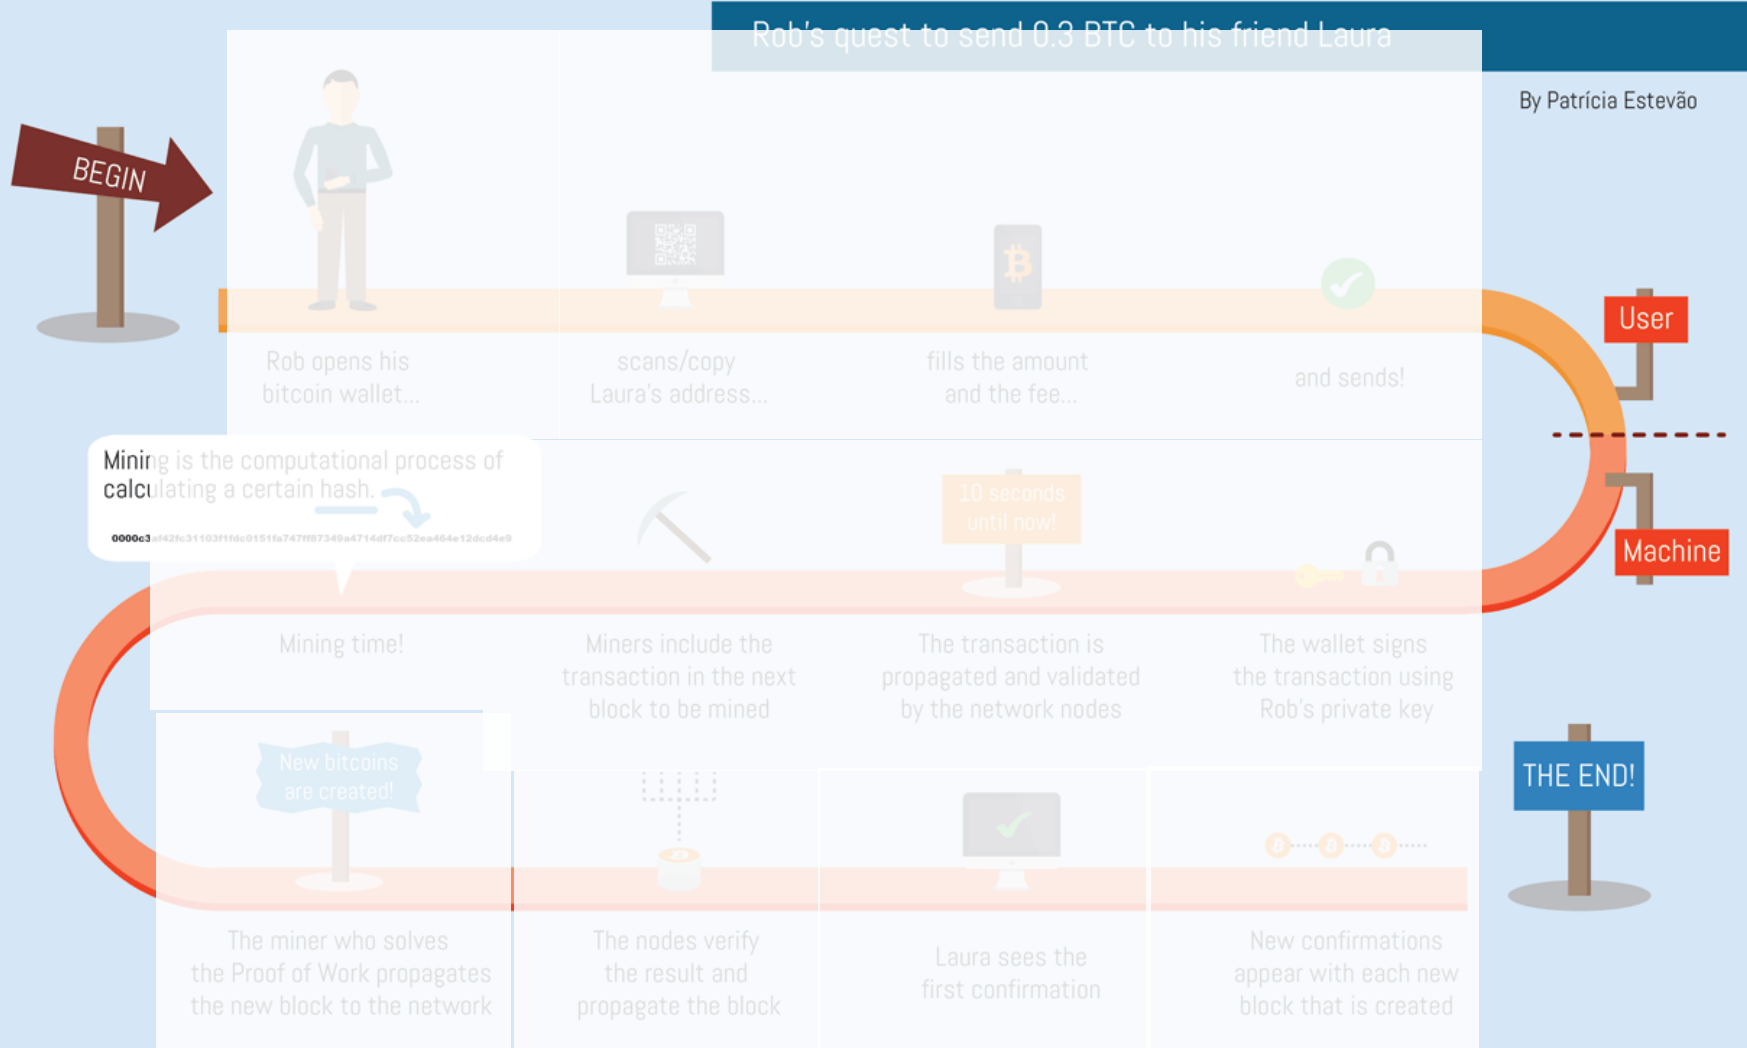 Rob's quest to send 0.3 BTC to his friend Laura
By Patrícia Estevão
BEGIN
Rob opens his
bitcoin wallet...
scans/copy
Laura's address...
fills the amount
and the fee...
and sends!
User
Machine
The wallet signs
the transaction using
Rob's private key
10 seconds
until now!
The transaction is
propagated and validated
by the network nodes
Miners include the
transaction in the next
block to be mined
Mining is the computational process of
calculating a certain hash.
0000c3af42fc31103f1fdc0151fa747ff87349a4714df7cc52ea464e12dcd4e9
Mining time!
New bitcoins
are created!
The miner who solves
the Proof of Work propagates
the new block to the network
The nodes verify
the result and
propagate the block
Laura sees the
first confirmation
New confirmations
appear with each new
block that is created
THE END!